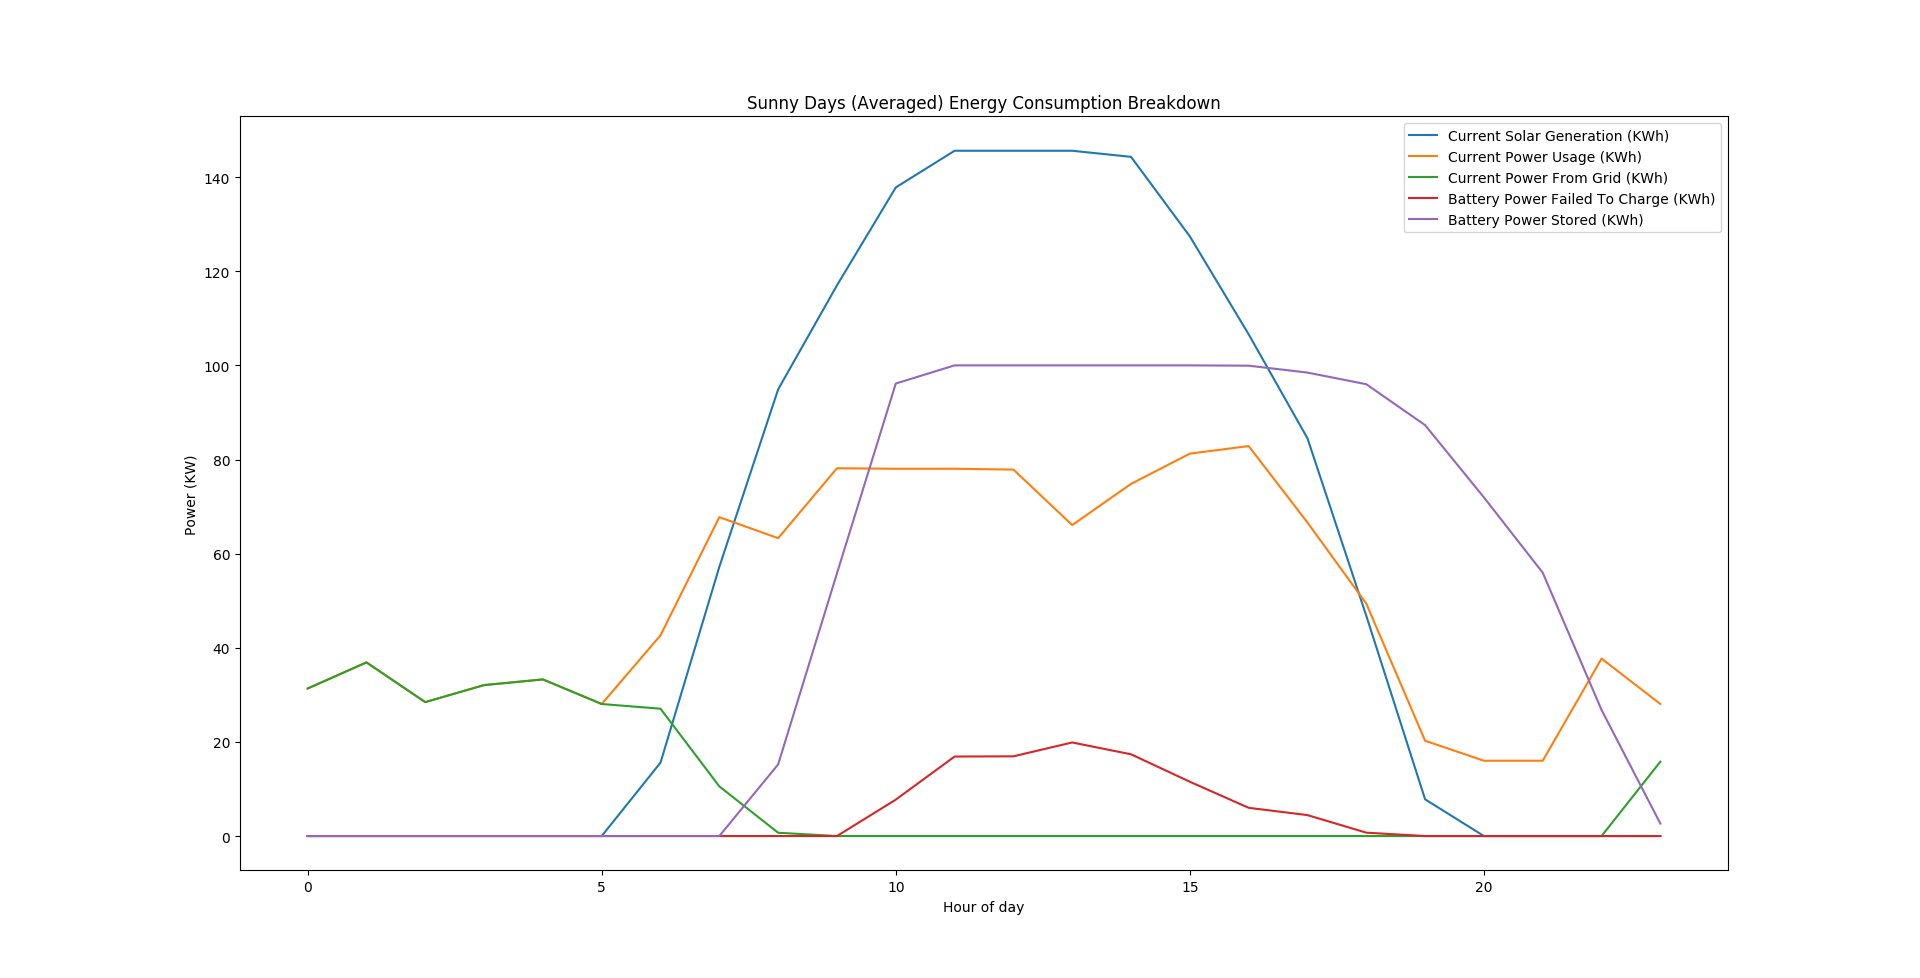 Sunny Days (Averaged) Energy Consumption Breakdown
Current Solar Generation (KWh)
Current Power Usage (KWh)
Current Power From Grid (KWh)
Battery Power Failed To Charge (KWh)
Battery Power Stored (KWh)
Power (KW)
140
120
100
80
60
40
20
0
0 5 10 15 20
Hour of day